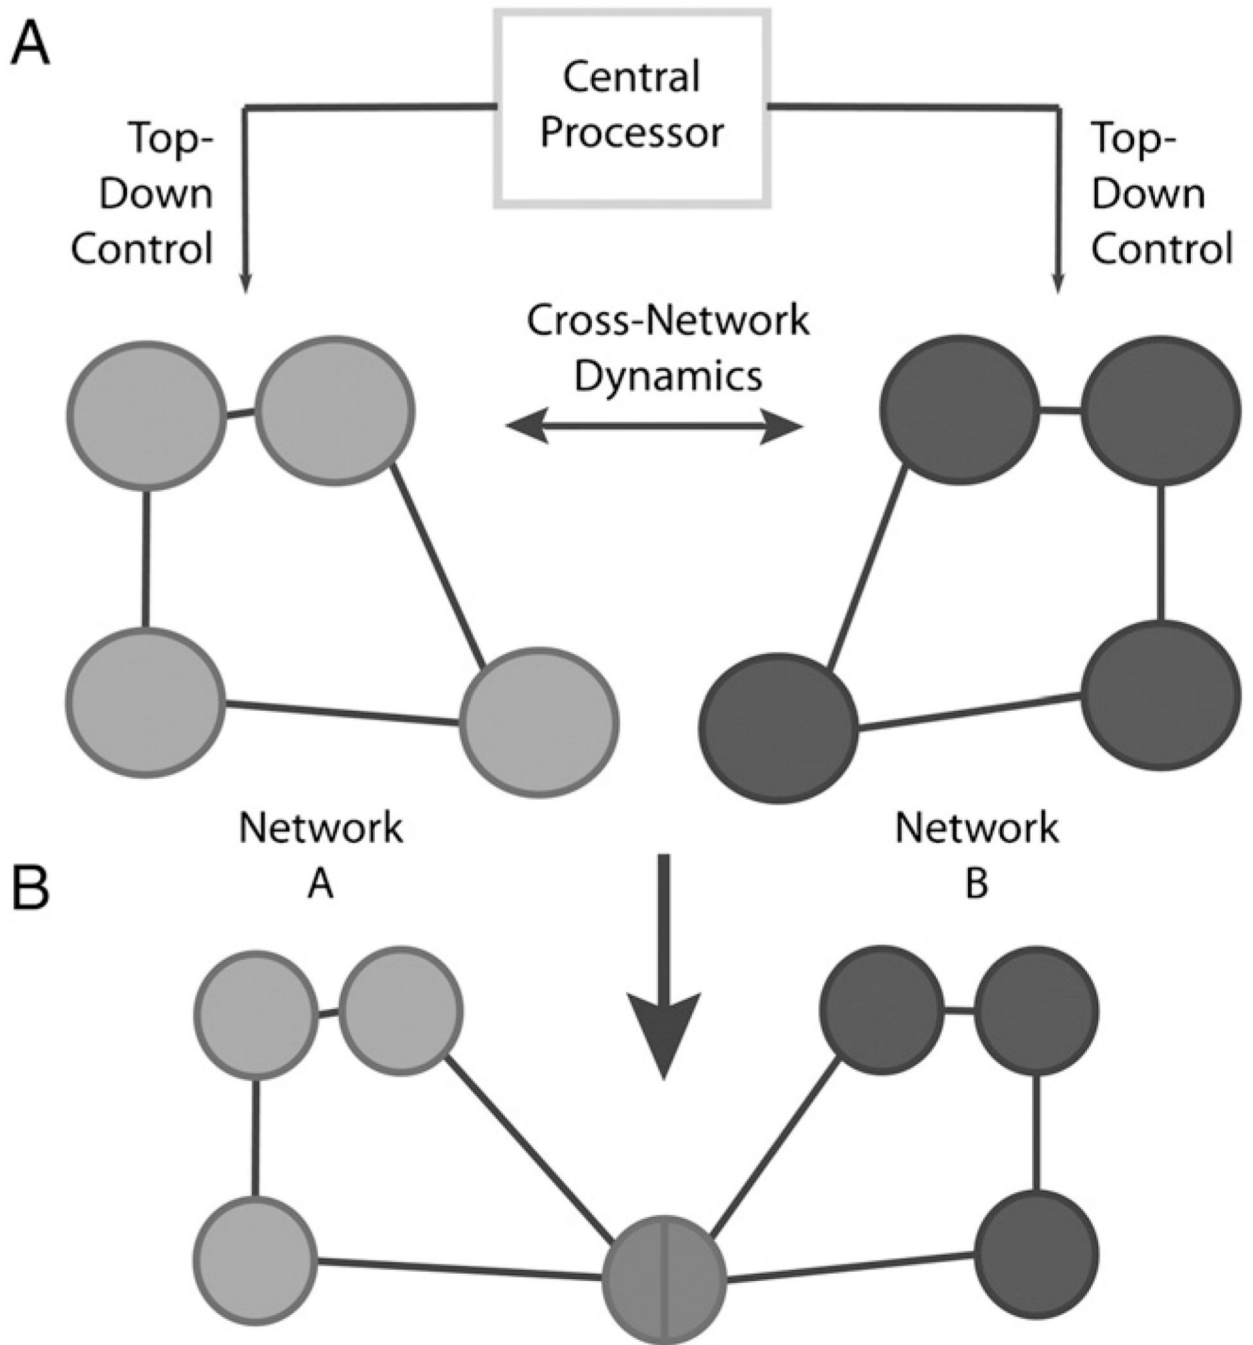 A
Central
Processor
Top-
Down
Control
Top-
Down
Control
Cross-Network
Dynamics
Network
A
Network
B
B